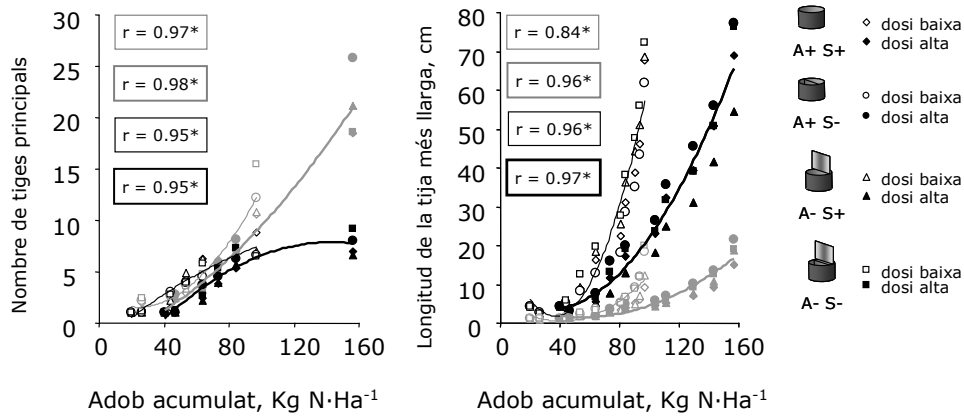 Nombre de tiges principals
30
25
20
15
10
5
0
r = 0.97*
r = 0.98*
r = 0.95*
r = 0.95*
0
40
80
120
160
Adob acumulat, Kg N·Ha-1
Longitud de la tija més llarga, cm
80
70
60
50
40
30
20
10
0
r = 0.84*
r = 0.96*
r = 0.96*
r = 0.97*
0
40
80
120
160
Adob acumulat, Kg N·Ha-1
A+ S+
dosi baixa
dosi alta
A+ S-
dosi baixa
dosi alta
A- S+
dosi baixa
dosi alta
A- S-
dosi baixa
dosi alta